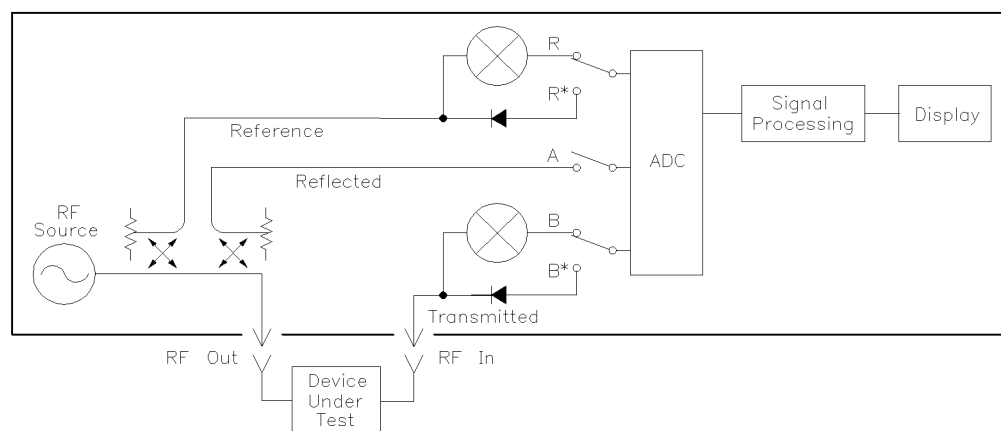 R
R*
Reference
A
Reflected
ADC
Signal
Processing
Display
RF
Source
B
B*
Transmitted
RF Out
RF In
Device
Under
Test